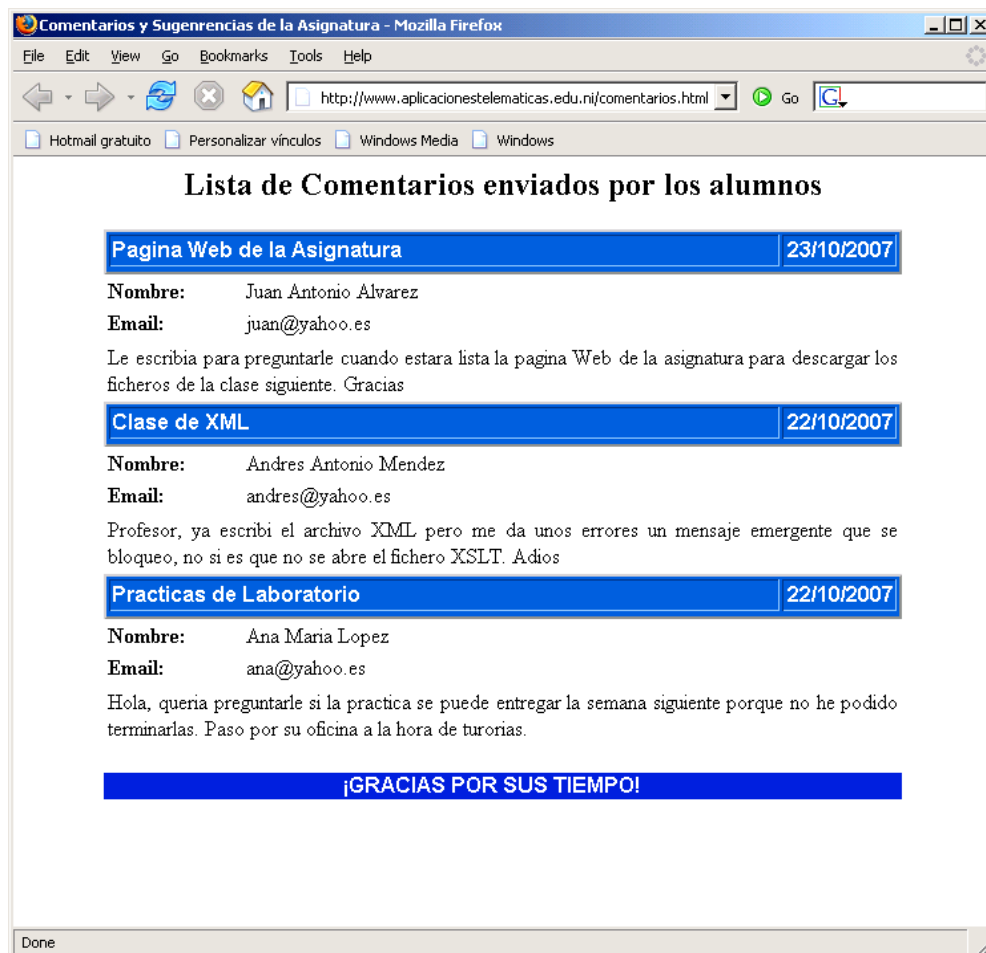 Comentarios y Sugenrencias de la Asignatura - Mozilla Firefox
File Edit View Go Bookmarks Tools Help
http://www.aplicacionestelematicas.edu.ni/comentarios.html Go G
Hotmail gratuito Personalizar vínculos Windows Media Windows
Lista de Comentarios enviados por los alumnos
Pagina Web de la Asignatura 23/10/2007
Nombre: Juan Antonio Alvarez
Email: juan@yahoo.es
Le escribia para preguntarle cuando estara lista la pagina Web de la asignatura para descargar los
ficheros de la clase siguiente. Gracias
Clase de XML 22/10/2007
Nombre: Andres Antonio Mendez
Email: andres@yahoo.es
Profesor, ya escribi el archivo XML pero me da unos errores un mensaje emergente que se
bloqueo, no si es que no se abre el fichero XSLT. Adios
Practicas de Laboratorio 22/10/2007
Nombre: Ana Maria Lopez
Email: ana@yahoo.es
Hola, queria preguntarle si la practica se puede entregar la semana siguiente porque no he podido
terminarlas. Paso por su oficina a la hora de turorias.
¡GRACIAS POR SUS TIEMPO!
Done